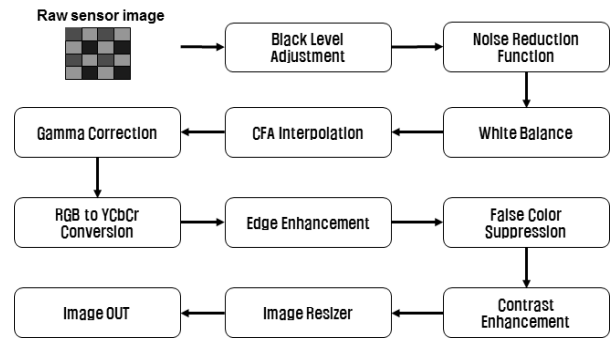 Raw sensor image
Black Level
Adjustment
Noise Reduction
Function
Gamma Correction
CFA Interpolation
White Balance
RGB to YCbCr
Conversion
Edge Enhancement
False Color
Suppression
Image OUT
Image Resizer
Contrast
Enhancement